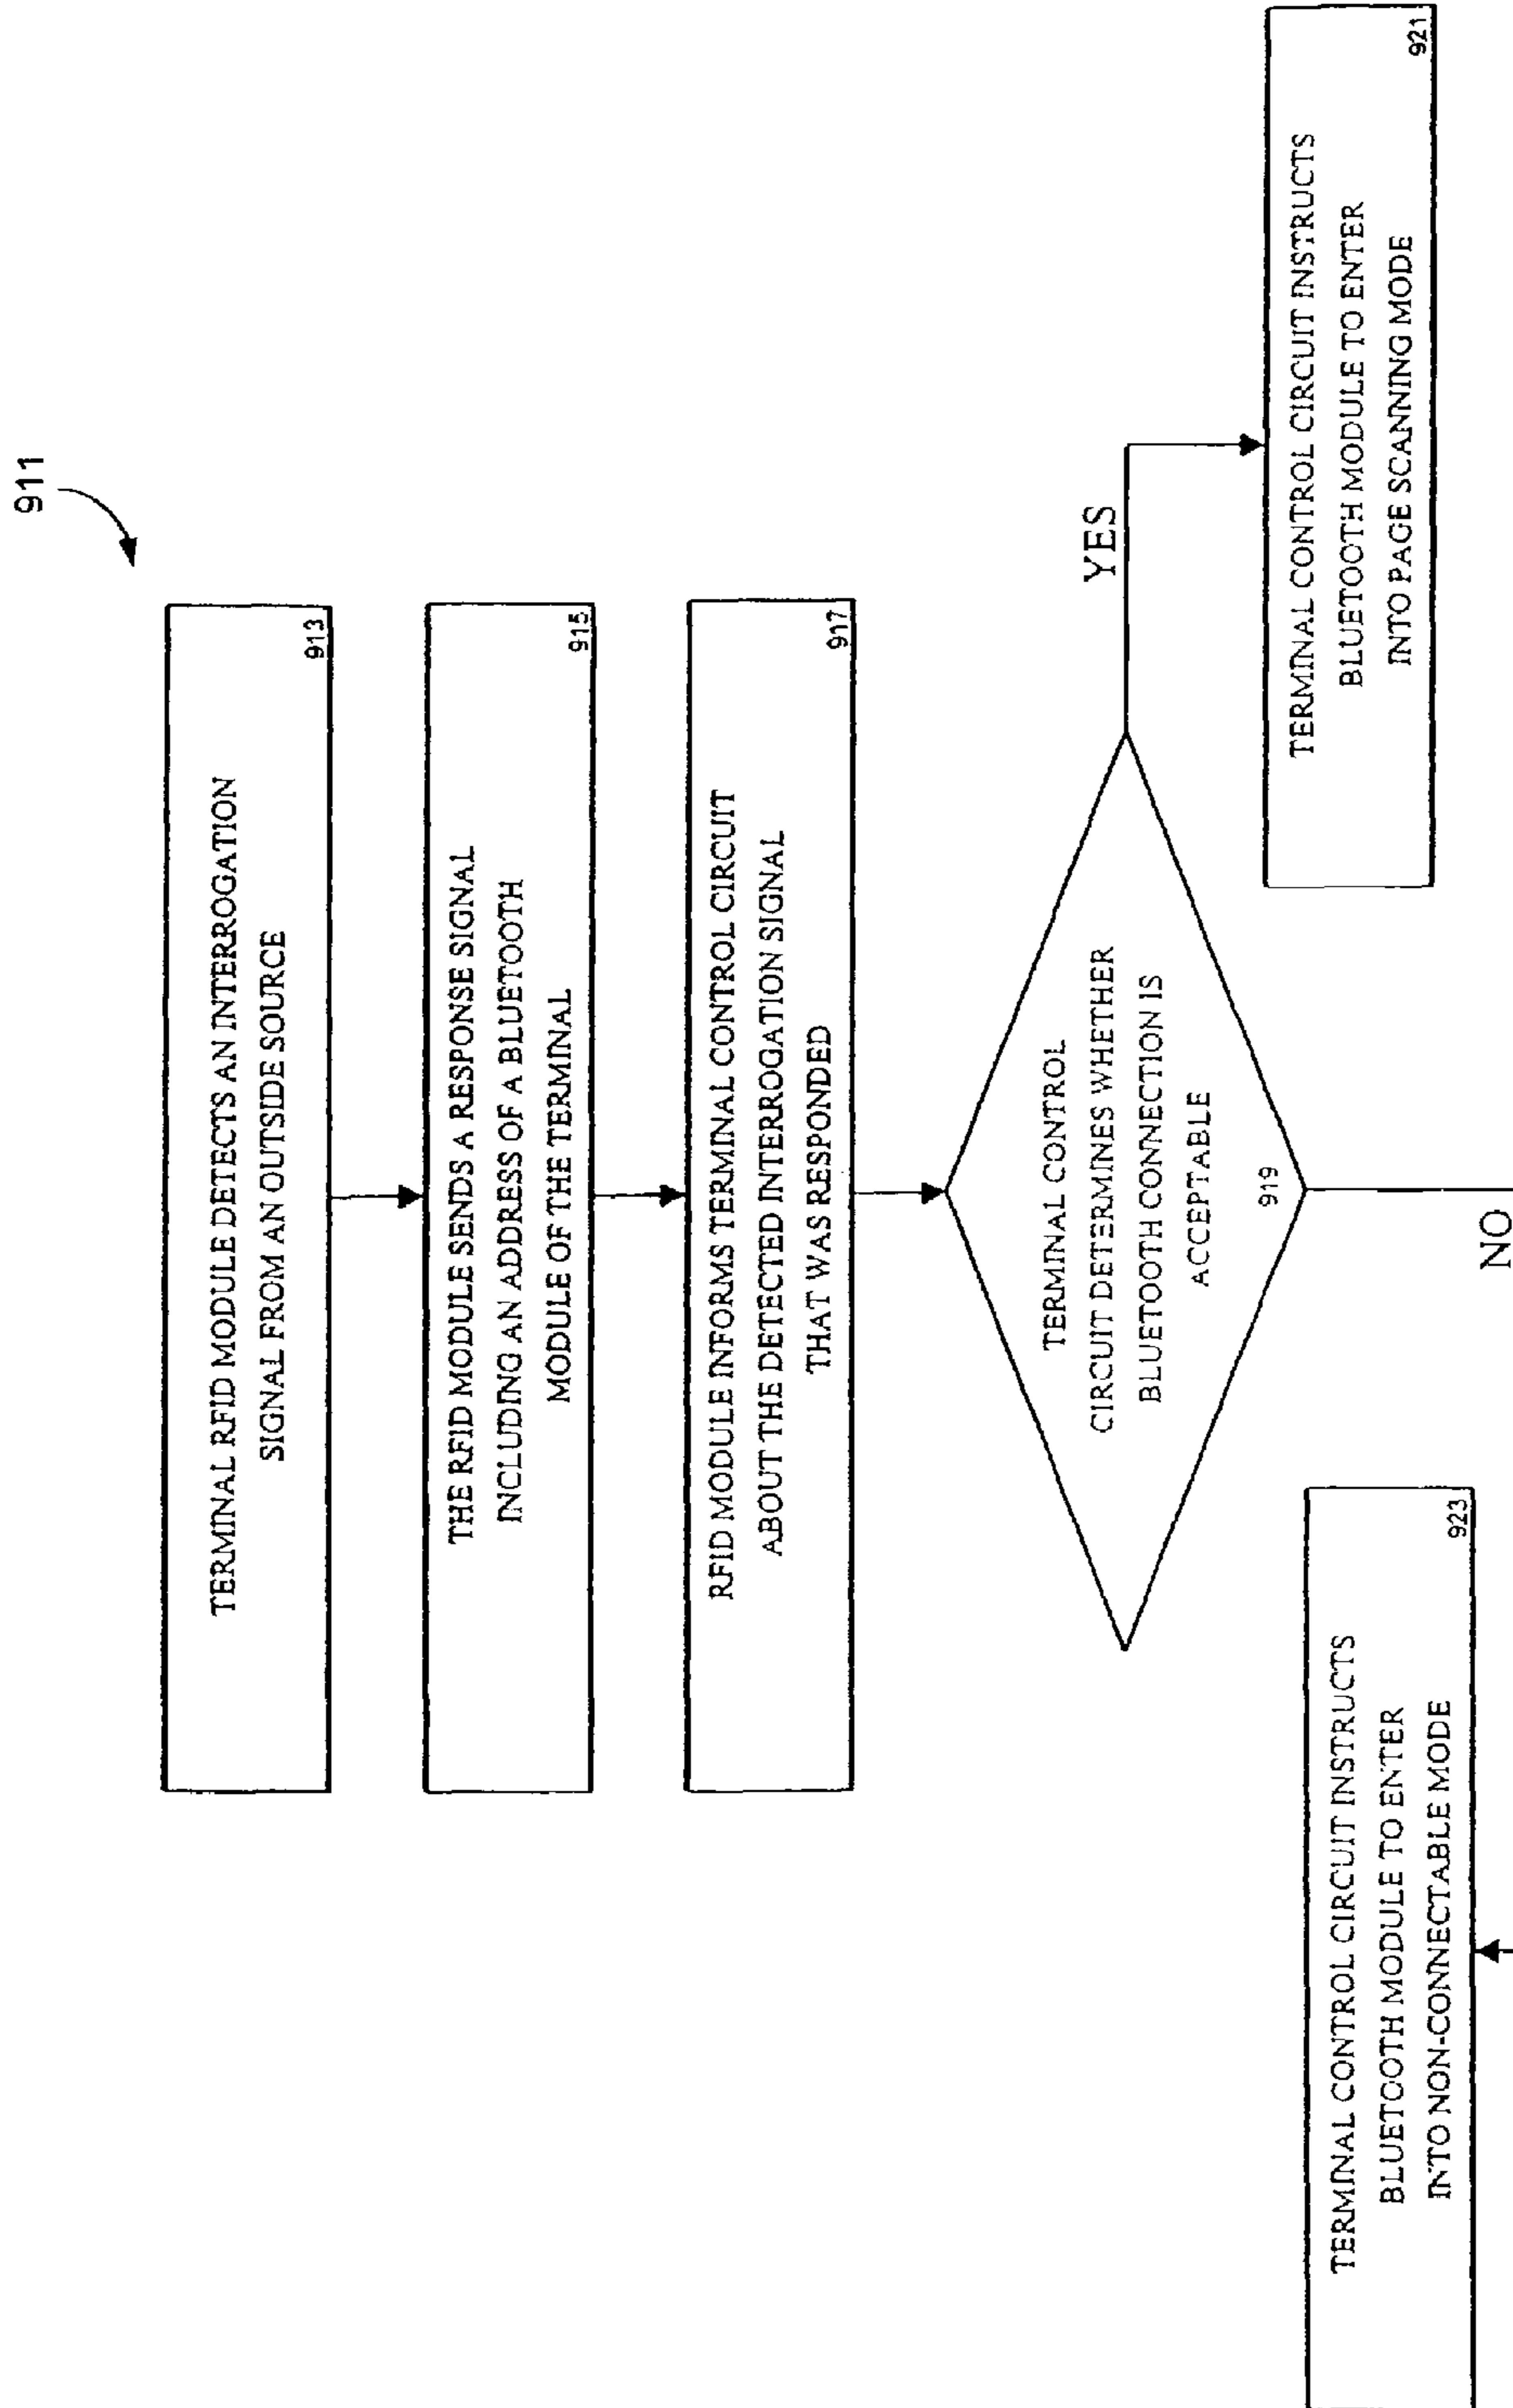 911
TERMINAL RFID MODULE DETECTS AN INTERROGATION
SIGNAL FROM AN OUTSIDE SOURCE
913
THE RFID MODULE SENDS A RESPONSE SIGNAL
INCLUDING AN ADDRESS OF A BLUETOOTH
MODULE OF THE TERMINAL
915
RFID MODULE INFORMS TERMINAL CONTROL CIRCUIT
ABOUT THE DETECTED INTERROGATION SIGNAL
THAT WAS RESPONDED
917
TERMINAL CONTROL
CIRCUIT DETERMINES WHETHER
BLUETOOTH CONNECTION IS
ACCEPTABLE
919
YES
TERMINAL CONTROL CIRCUIT INSTRUCTS
BLUETOOTH MODULE TO ENTER
INTO PAGE SCANNING MODE
921
NO
TERMINAL CONTROL CIRCUIT INSTRUCTS
BLUETOOTH MODULE TO ENTER
INTO NON-CONNECTABLE MODE
923